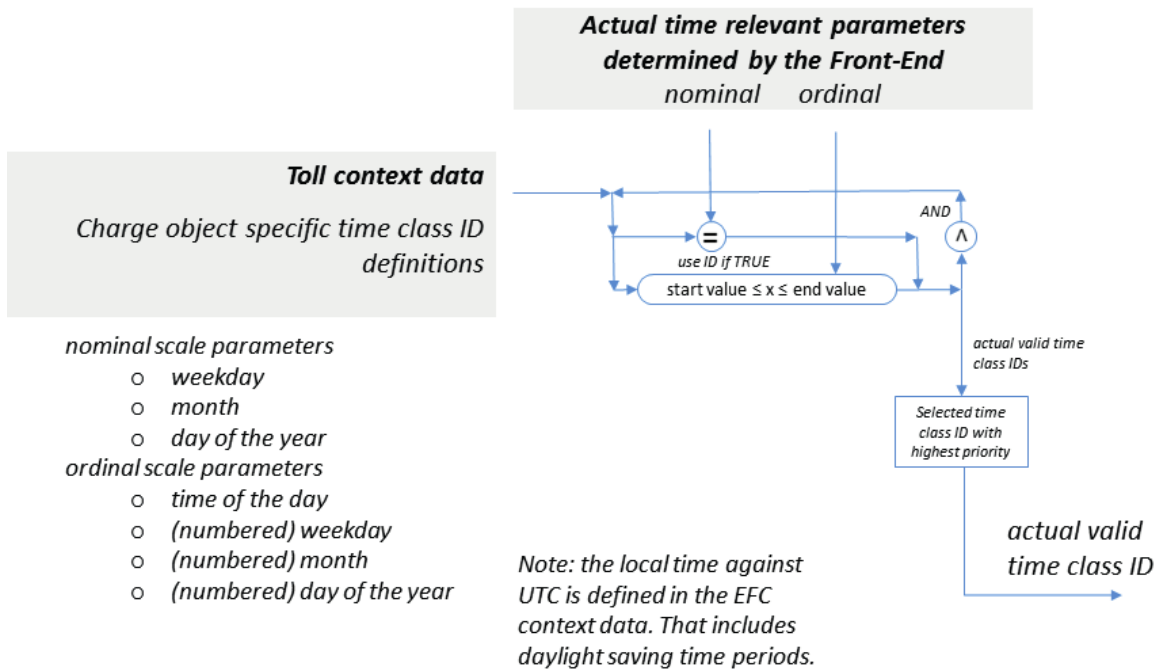 Actual time relevant parameters
determined by the Front-End
nominal ordinal
Toll context data
Charge object specific time class ID
definitions
AND
=
∧
use ID if TRUE
start value ≤ x ≤ end value
nominal scale parameters
o weekday
o month
o day of the year
ordinal scale parameters
o time of the day
o (numbered) weekday
o (numbered) month
o (numbered) day of the year
actual valid time
class IDs
Selected time
class ID with
highest priority
actual valid
time class ID
Note: the local time against
UTC is defined in the EFC
context data. That includes
daylight saving time periods.